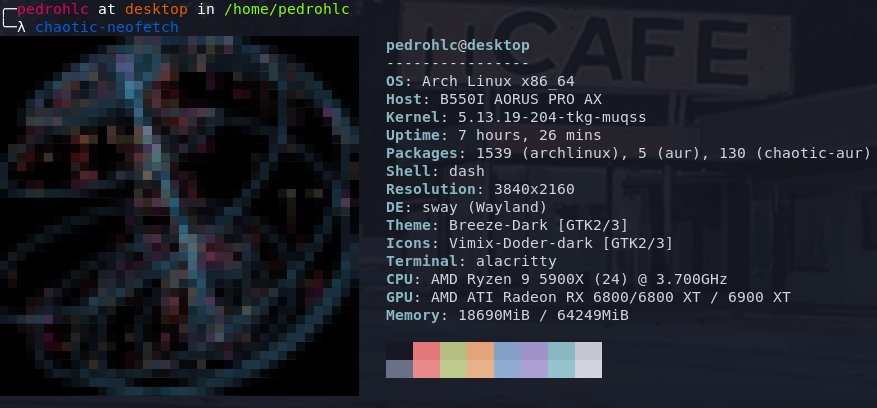 pedrohlc at desktop in /home/pedrohlc
λ chaotic-neofetch
CAFE
pedrohlc@desktop
----------------
OS: Arch Linux x86_64
Host: B550I AORUS PRO AX
Kernel: 5.13.19-204-tkg-muqss
Uptime: 7 hours, 26 mins
Packages: 1539 (archlinux), 5 (aur), 130 (chaotic-aur)
Shell: dash
Resolution: 3840x2160
DE: sway (Wayland)
Theme: Breeze-Dark [GTK2/3]
Icons: Vimix-Doder-dark [GTK2/3]
Terminal: alacritty
CPU: AMD Ryzen 9 5900X (24) @ 3.700GHz
GPU: AMD ATI Radeon RX 6800/6800 XT / 6900 XT
Memory: 18690MiB / 64249MiB